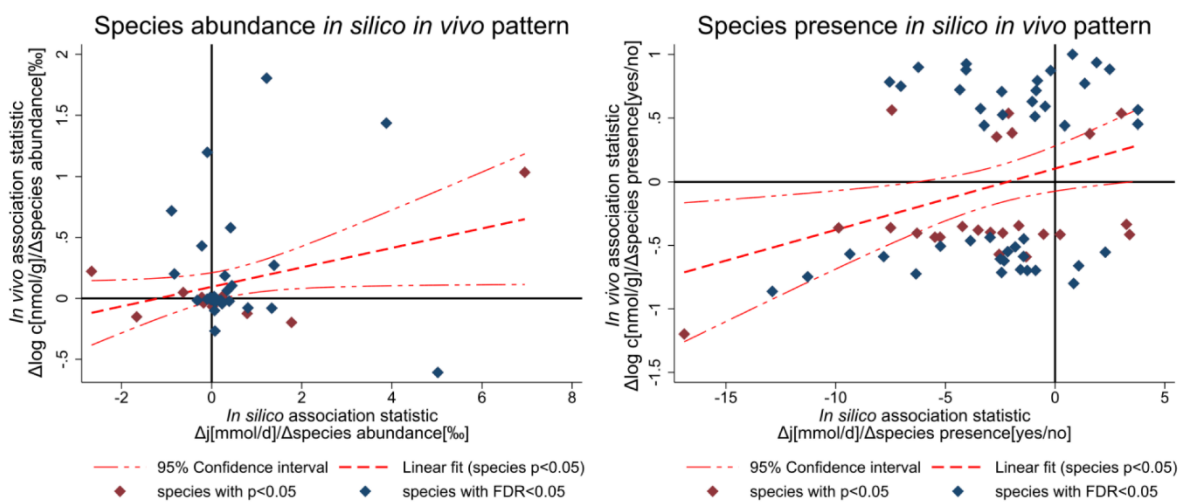 Species abundance in silico in vivo pattern
In vivo association statistic
Δlog c[nmol/g]/Δspecies abundance[‰]
2
1.5
1
.5
0
-.5
-2
0
2
4
6
8
In silico association statistic
Δj[mmol/d]/Δspecies abundance[‰]
95% Confidence interval
Linear fit (species p<0.05)
species with p<0.05
species with FDR<0.05
Species presence in silico in vivo pattern
In vivo association statistic
Δlog c[nmol/g]/Δspecies presence[yes/no]
1
.5
0
-.5
-1
-1.5
-15
-10
-5
0
5
In silico association statistic
Δj[mmol/d]/Δspecies presence[yes/no]
95% Confidence interval
Linear fit (species p<0.05)
species with p<0.05
species with FDR<0.05